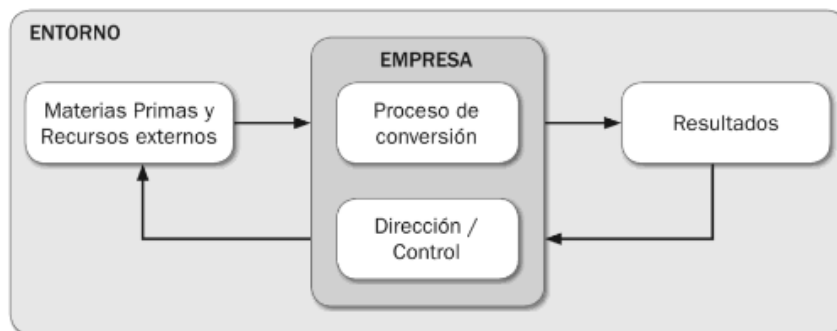 ENTORNO
EMPRESA
Materias Primas y
Recursos externos
Proceso de
conversión
Resultados
Dirección /
Control